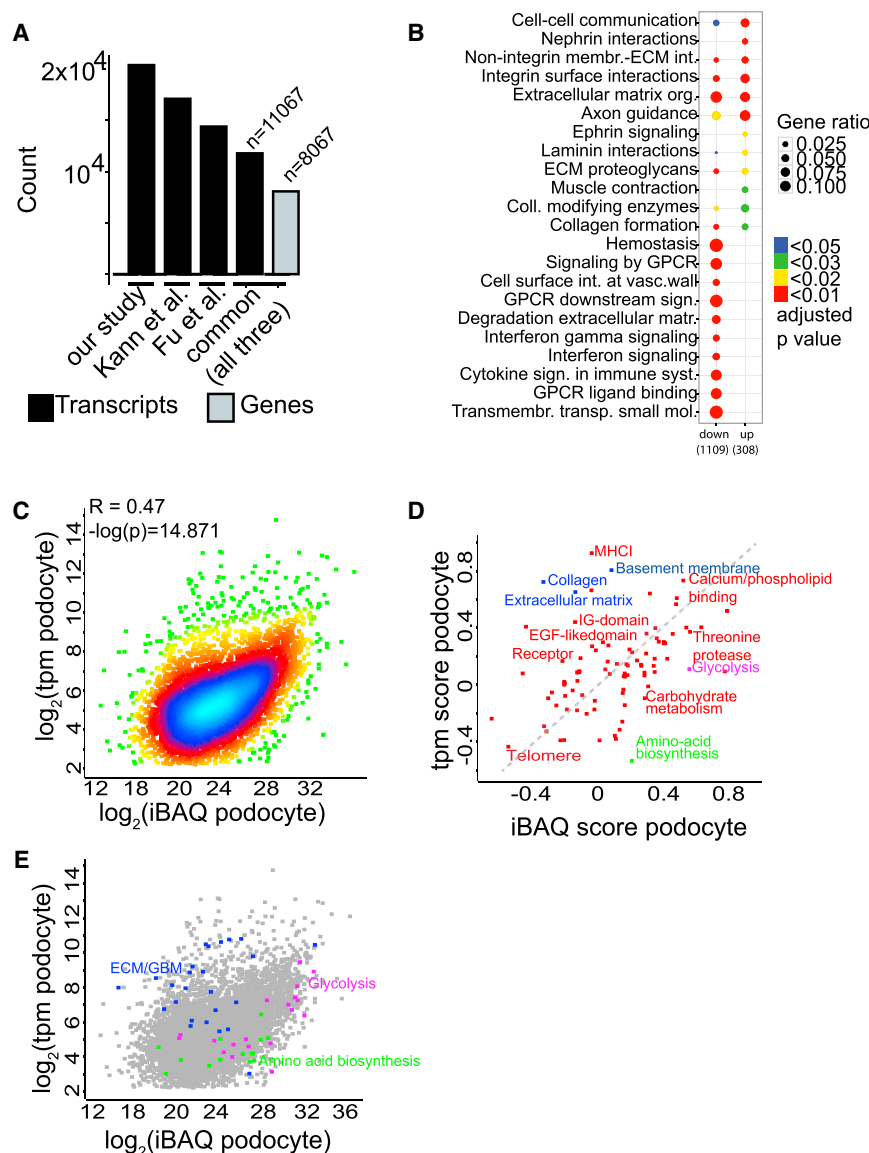 A
2x10^4
10^4
Count
n=11067
n=8067
our study
Kann et al.
Fu et al.
common
(all three)
Transcripts
Genes
B
Cell-cell communication
Nephrin interactions
Non-integrin membr.-ECM int.
Integrin surface interactions
Extracellular matrix org.
Axon guidance
Ephrin signaling
Laminin interactions
ECM proteoglycans
Muscle contraction
Coll. modifying enzymes
Collagen formation
Hemostasis
Signaling by GPCR
Cell surface int. at vasc.wall
GPCR downstream sign.
Degradation extracellular matr.
Interferon gamma signaling
Interferon signaling
Cytokine sign. in immune syst.
GPCR ligand binding
Transmembr. transp. small mol.
down up
(1109) (308)
Gene ratio
0.025
0.050
0.075
0.100
<0.05
<0.03
<0.02
<0.01
adjusted
p value
C
R = 0.47
-log(p)=14.871
log2(tpm podocyte)
2 4 6 8 10 12 14
12 18 20 24 28 32
log2(iBAQ podocyte)
D
tpm score podocyte
-0.4 0 0.4 0.8
MHCI
Basement membrane
Collagen
Calcium/phospholipid
binding
Extracellular matrix
IG-domain
EGF-likedomain
Threonine
protease
Receptor
Glycolysis
Carbohydrate
metabolism
Amino-acid
biosynthesis
Telomere
-0.4 0 0.4 0.8
iBAQ score podocyte
E
log2(tpm podocyte)
2 4 6 8 10 12 14
ECM/GBM
Glycolysis
Amino acid biosynthesis
12 16 20 24 28 32 36
log2(iBAQ podocyte)